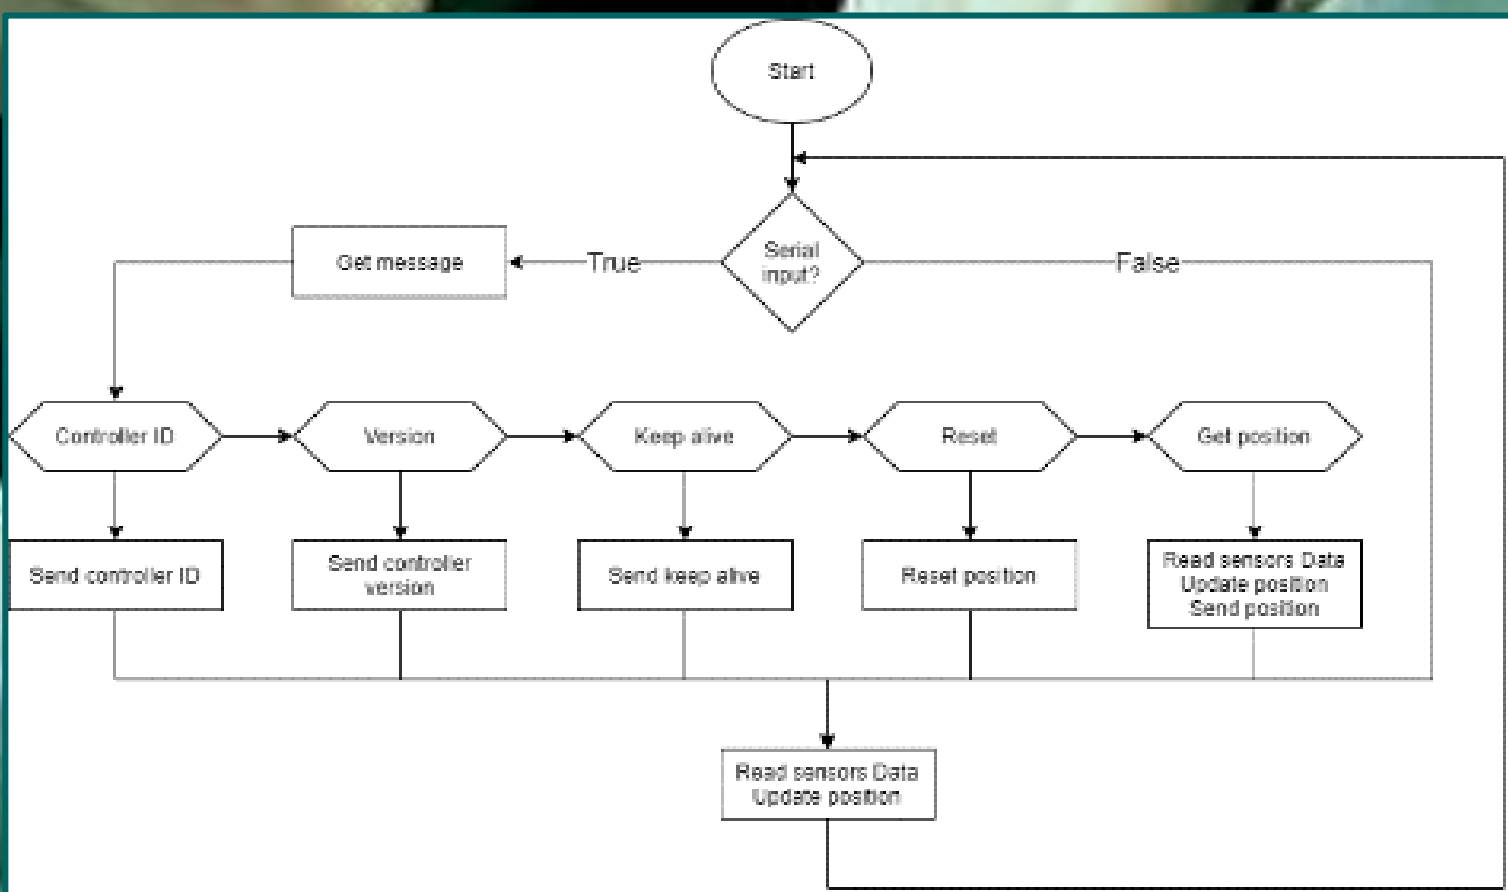 Start
Serial
input?
True
False
Get message
Controller ID
Version
Keep alive
Reset
Get position
Send controller ID
Send controller
version
Send keep alive
Reset position
Read sensors Data
Update position
Send position
Read sensors Data
Update position